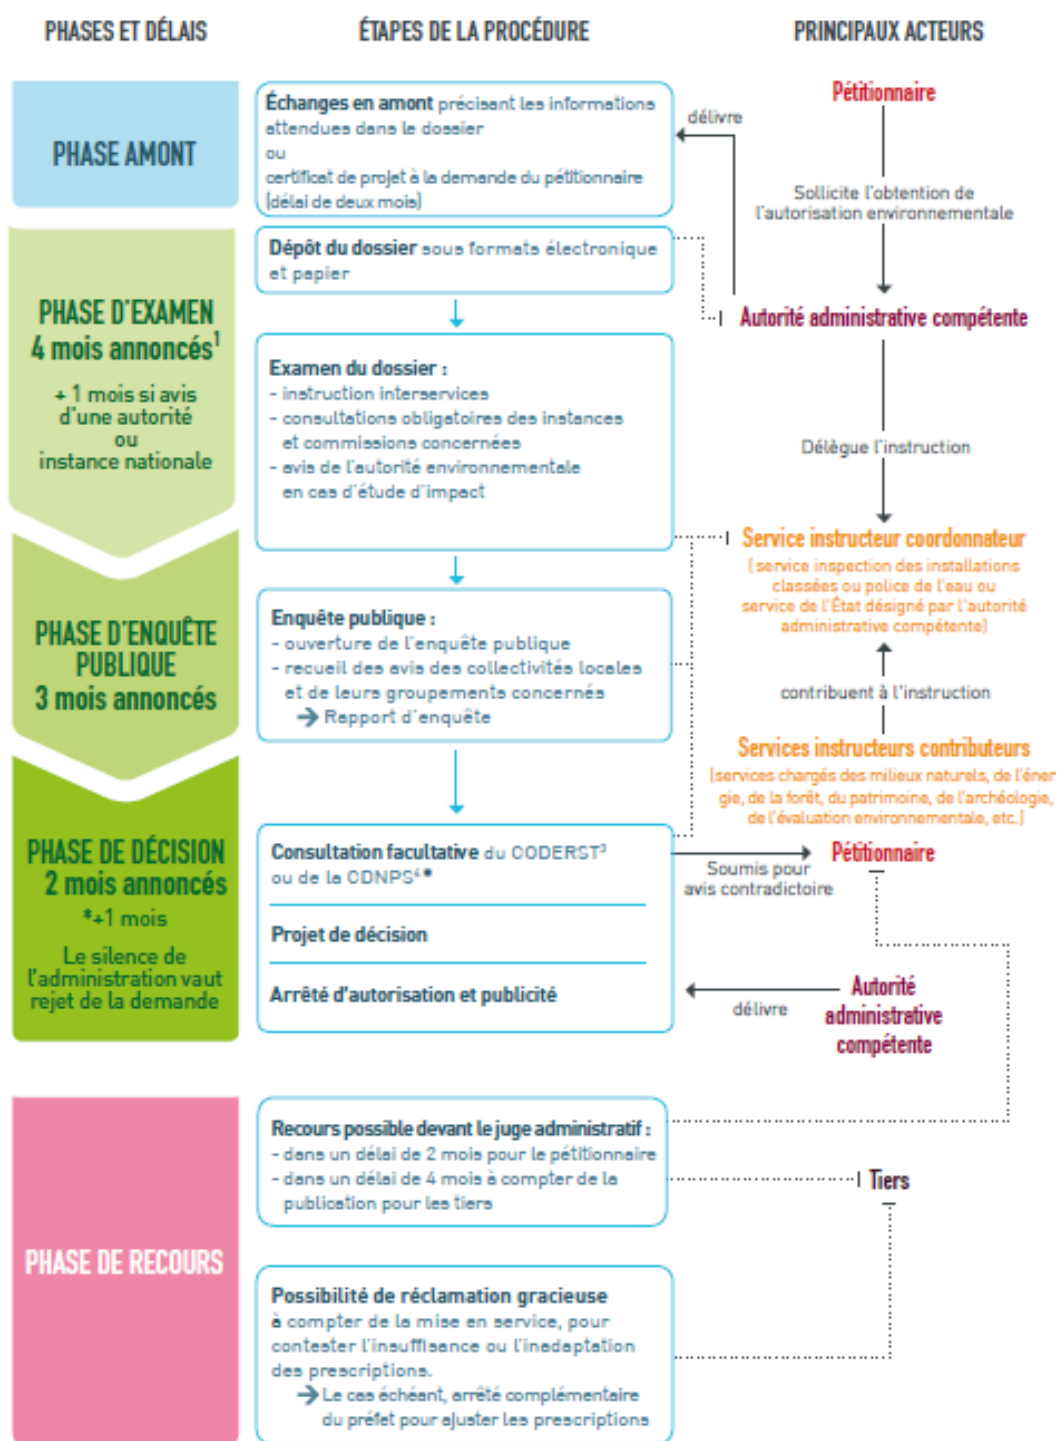 PHASES ET DÉLAIS
ÉTAPES DE LA PROCÉDURE
PRINCIPAUX ACTEURS
PHASE AMONT
Échanges en amont précisant les informations
attendues dans le dossier
ou
certificat de projet à la demande du pétitionnaire
(délai de deux mois)
délivre
Pétitionnaire
Sollicite l'obtention de
l'autorisation environnementale
Dépôt du dossier sous formats électronique
et papier
Autorité administrative compétente
PHASE D'EXAMEN
4 mois annoncés¹
+ 1 mois si avis
d'une autorité
ou
instance nationale
Examen du dossier :
- instruction interservices
- consultations obligatoires des instances
et commissions concernées
- avis de l'autorité environnementale
en cas d'étude d'impact
Délègue l'instruction
Service instructeur coordonnateur
(service inspection des installations
classées ou police de l'eau ou
service de l'État désigné par l'autorité
administrative compétente)
PHASE D'ENQUÊTE
PUBLIQUE
3 mois annoncés
Enquête publique :
- ouverture de l'enquête publique
- recueil des avis des collectivités locales
et de leurs groupements concernés
→ Rapport d'enquête
contribuent à l'instruction
Services instructeurs contributeurs
(services chargés des milieux naturels, de l'éner
gie, de la forêt, du patrimoine, de l'archéologie,
de l'évaluation environnementale, etc.)
PHASE DE DÉCISION
2 mois annoncés
*+1 mois
Le silence de
l'administration vaut
rejet de la demande
Consultation facultative du CODERST³
ou de la CDNPS⁴*
Projet de décision
Arrêté d'autorisation et publicité
Soumis pour
avis contradictoire
Pétitionnaire
délivre
Autorité
administrative
compétente
PHASE DE RECOURS
Recours possible devant le juge administratif :
- dans un délai de 2 mois pour le pétitionnaire
- dans un délai de 4 mois à compter de la
publication pour les tiers
Tiers
Possibilité de réclamation gracieuse
à compter de la mise en service, pour
contester l'insuffisance ou l'inadaptation
des prescriptions.
→ Le cas échéant, arrêté complémentaire
du préfet pour ajuster les prescriptions